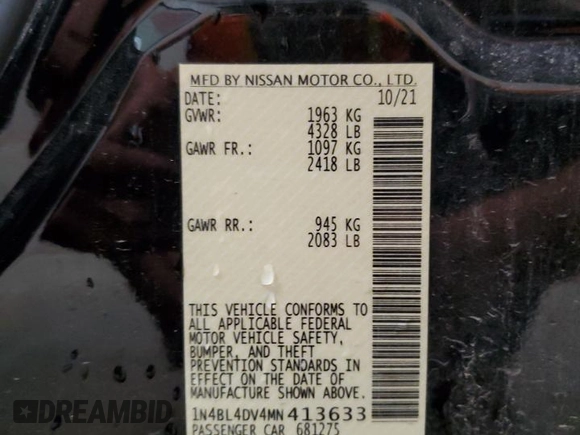 MFD BY NISSAN MOTOR CO., LTD.
DATE: 10/21
GVWR: 1963 KG
4328 LB
GAWR FR.: 1097 KG
2418 LB
GAWR RR.: 945 KG
2083 LB
THIS VEHICLE CONFORMS TO
ALL APPLICABLE FEDERAL
MOTOR VEHICLE SAFETY,
BUMPER, AND THEFT
PREVENTION STANDARDS IN
EFFECT ON THE DATE OF
MANUFACTURE SHOWN ABOVE.
1N4BL4DV4MN413633
PASSENGER CAR 681275
DREAMBID